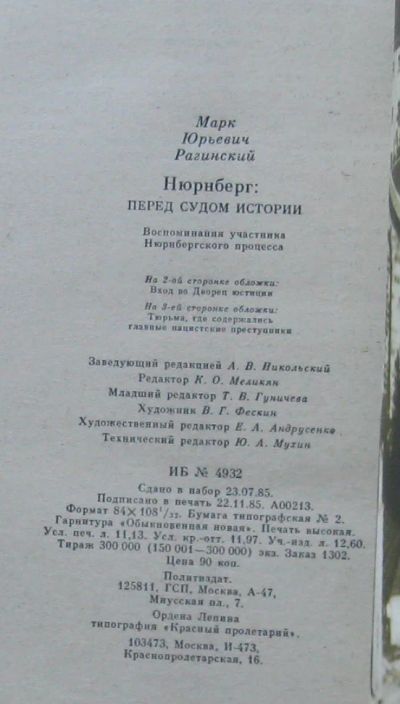 Марк
Юрьевич
Рагинский
Нюрнберг:
ПЕРЕД СУДОМ ИСТОРИИ
Воспоминания участника
Нюрнбергского процесса
На 2-ой сторонке обложки:
Вход во Дворец юстиции
На 3-ей сторонке обложки:
Тюрьма, где содержались
главные нацистские преступники
Заведующий редакцией А. В. Никольский
Редактор К. О. Меликян
Младший редактор Т. В. Гуничева
Художник В. Г. Фескин
Художественный редактор Е. А. Андрусенко
Технический редактор Ю. А. Мухин
ИБ № 4932
Сдано в набор 23.07.85.
Подписано в печать 22.11.85. А00213.
Формат 84×108 1/32. Бумага типографская № 2.
Гарнитура «Обыкновенная новая». Печать высокая.
Усл. печ. л. 11,13. Усл. кр.-отт. 11,97. Уч.-изд. л. 12,60.
Тираж 300 000 (150 001—300 000) экз. Заказ 1302.
Цена 90 коп.
Политиздат.
125811, ГСП, Москва, А-47,
Миусская пл., 7.
Ордена Ленина
типография «Красный пролетарий».
103473, Москва, И-473,
Краснопролетарская, 16.